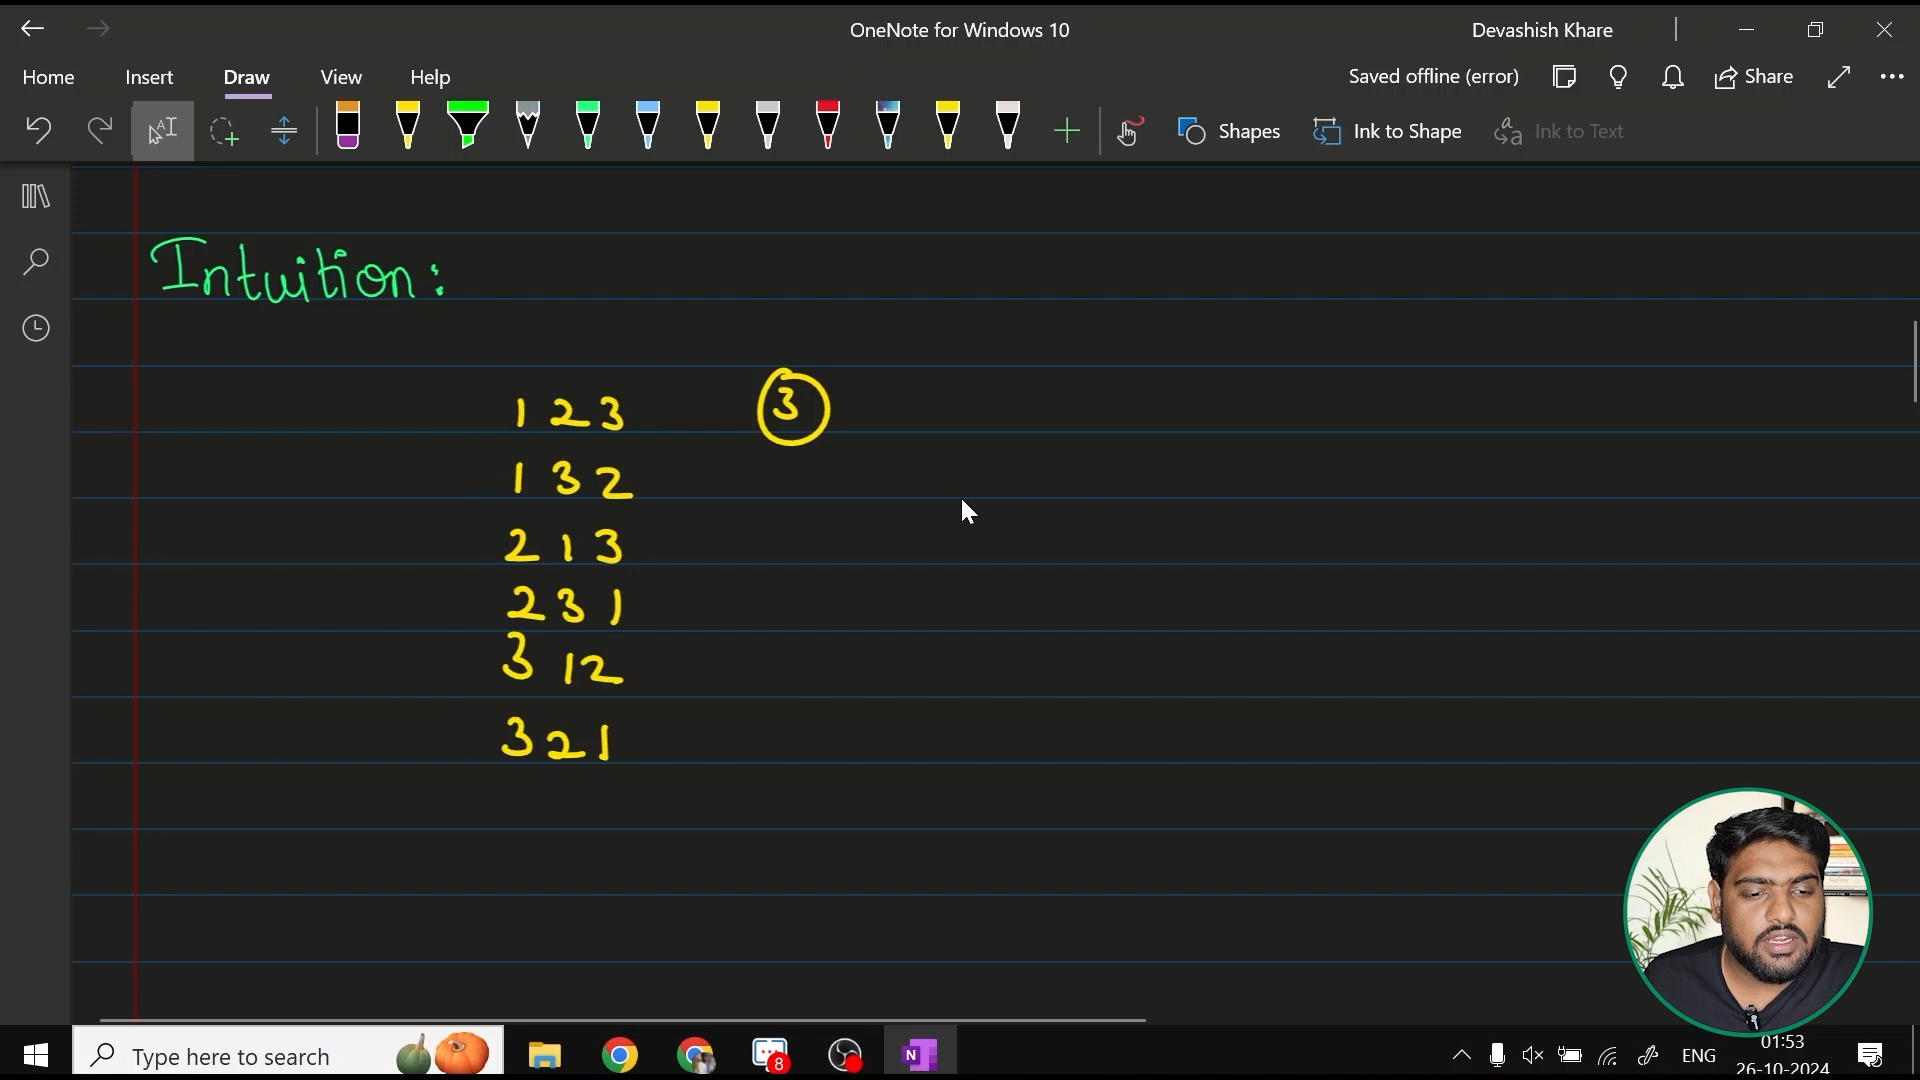 OneNote for Windows 10
Devashish Khare
Home Insert Draw View Help
Saved offline (error) Share
Shapes Ink to Shape Ink to Text
Intuition:
1 2 3 3
1 3 2
2 1 3
2 3 1
3 1 2
3 2 1
Type here to search
8
N
ENG
01:53
26-10-2024